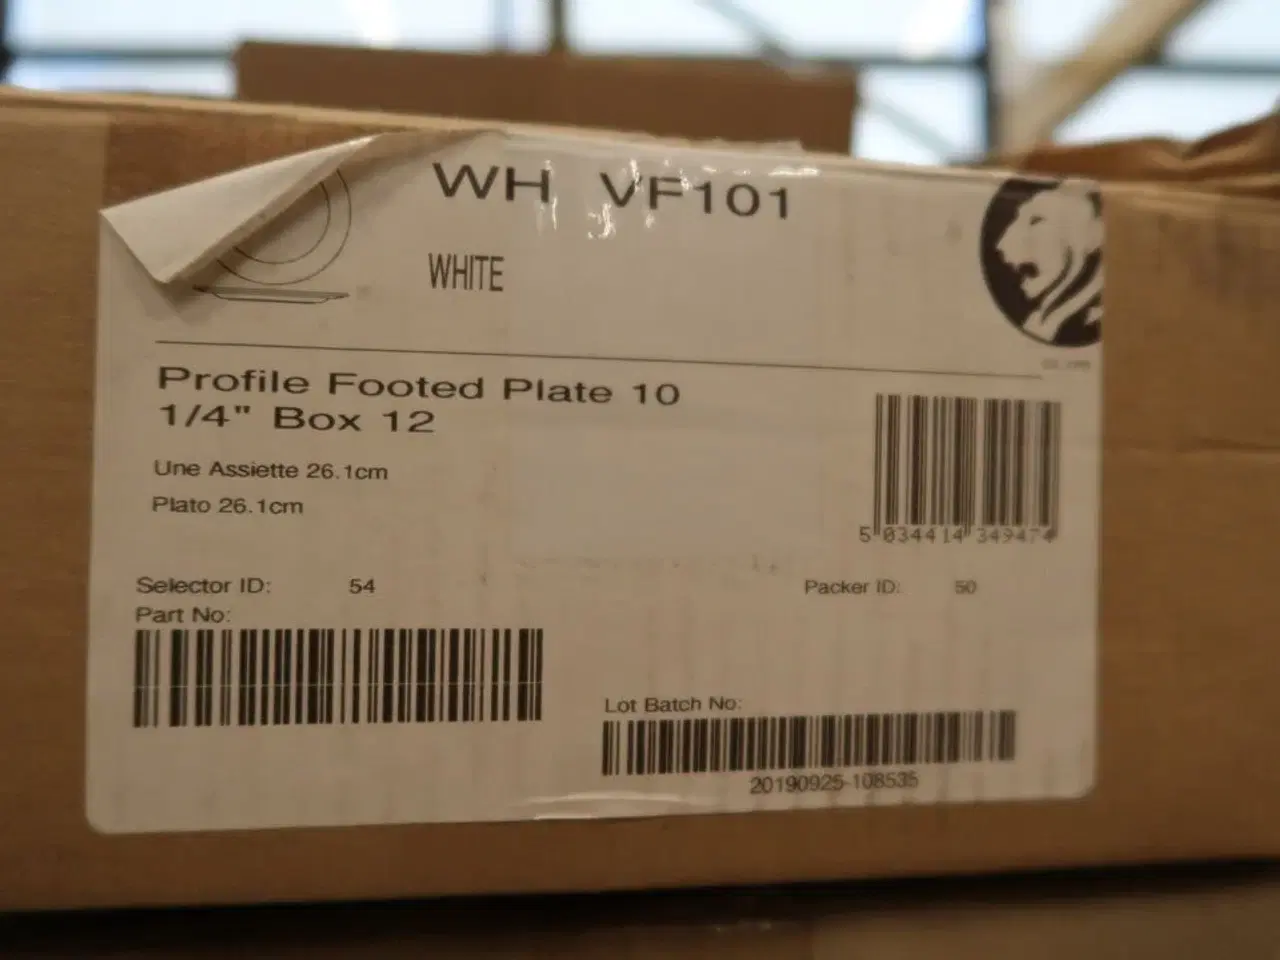 WH VF101
WHITE
Profile Footed Plate 10
1/4" Box 12
Une Assiette 26.1cm
Plato 26.1cm
5 034414 349474
Selector ID: 54
Packer ID: 50
Part No:
Lot Batch No:
20190925-108535